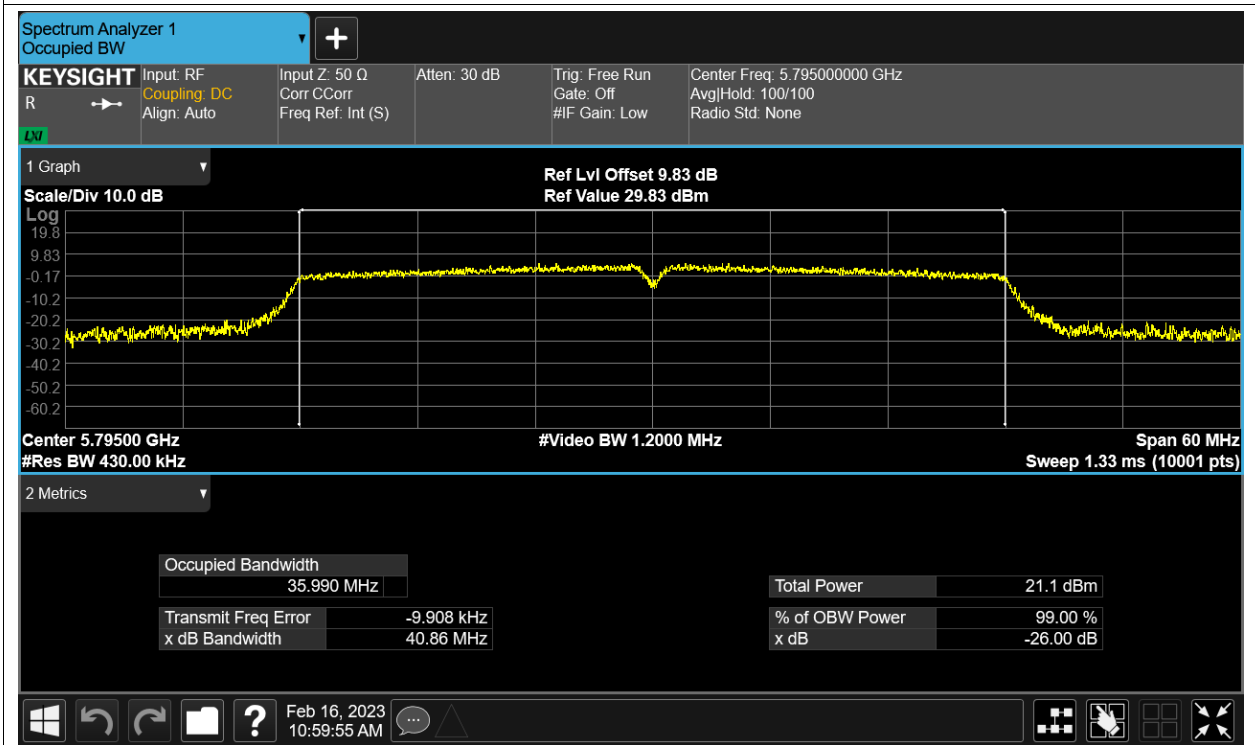 Spectrum Analyzer 1
Occupied BW
KEYSIGHT
R
LXI
Input: RF
Coupling: DC
Align: Auto
Input Z: 50 Ω
Corr CCorr
Freq Ref: Int (S)
Atten: 30 dB
Trig: Free Run
Gate: Off
#IF Gain: Low
Center Freq: 5.795000000 GHz
Avg|Hold: 100/100
Radio Std: None
1 Graph
Scale/Div 10.0 dB
Ref Lvl Offset 9.83 dB
Ref Value 29.83 dBm
Log
19.8
9.83
-0.17
-10.2
-20.2
-30.2
-40.2
-50.2
-60.2
Center 5.79500 GHz
#Res BW 430.00 kHz
#Video BW 1.2000 MHz
Span 60 MHz
Sweep 1.33 ms (10001 pts)
2 Metrics
Occupied Bandwidth
35.990 MHz
Transmit Freq Error -9.908 kHz
x dB Bandwidth 40.86 MHz
Total Power 21.1 dBm
% of OBW Power 99.00 %
x dB -26.00 dB
Feb 16, 2023
10:59:55 AM